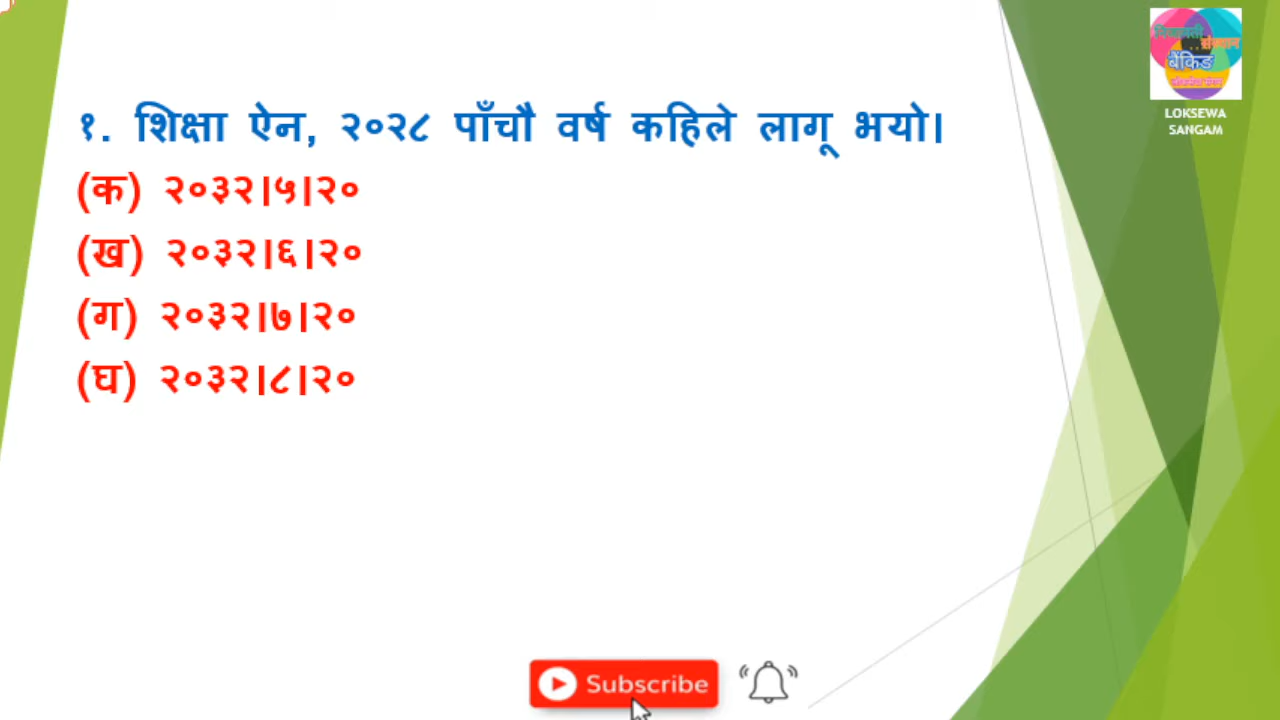 १. शिक्षा ऐन, २०२८ पाँचौ वर्ष कहिले लागू भयो।
(क) २०३२।५।२०
(ख) २०३२।६।२०
(ग) २०३२।७।२०
(घ) २०३२।८।२०
बैंकिङ
LOKSEWA
SANGAM
Subscribe